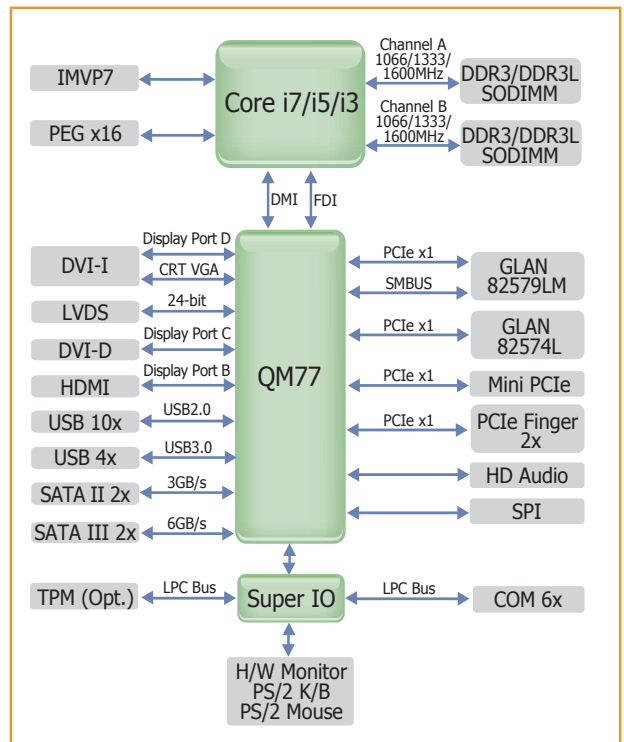 IMVP7
PEG x16
Core i7/i5/i3
Channel A
1066/1333/
1600MHz
DDR3/DDR3L
SODIMM
Channel B
1066/1333/
1600MHz
DDR3/DDR3L
SODIMM
DMI
FDI
DVI-I
Display Port D
CRT VGA
LVDS
24-bit
DVI-D
Display Port C
HDMI
Display Port B
USB 10x
USB2.0
USB 4x
USB3.0
SATA II 2x
3GB/s
SATA III 2x
6GB/s
QM77
PCIe x1
SMBUS
GLAN
82579LM
PCIe x1
GLAN
82574L
PCIe x1
Mini PCIe
PCIe x1
PCIe Finger
2x
HD Audio
SPI
TPM (Opt.)
LPC Bus
Super IO
LPC Bus
COM 6x
H/W Monitor
PS/2 K/B
PS/2 Mouse